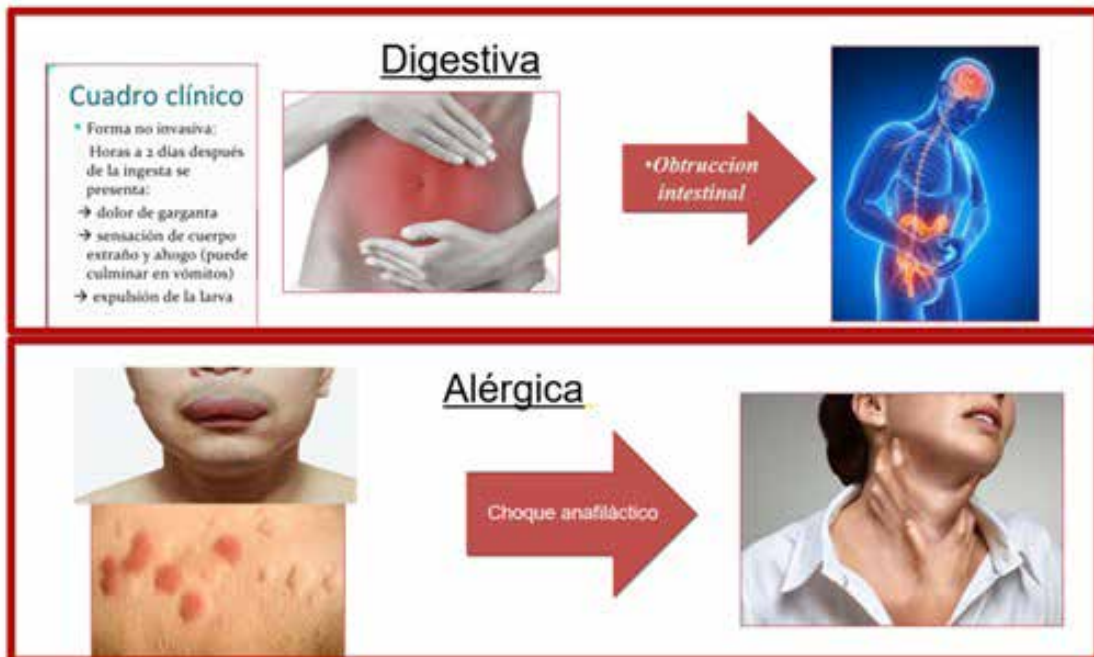 Digestiva
Cuadro clínico
• Forma no invasiva:
Horas a 2 días después
de la ingesta se
presenta:
→ dolor de garganta
→ sensación de cuerpo
extraño y ahogo (puede
culminar en vómitos)
→ expulsión de la larva
•Obtruccion
intestinal
Alérgica
Choque anafiláctico